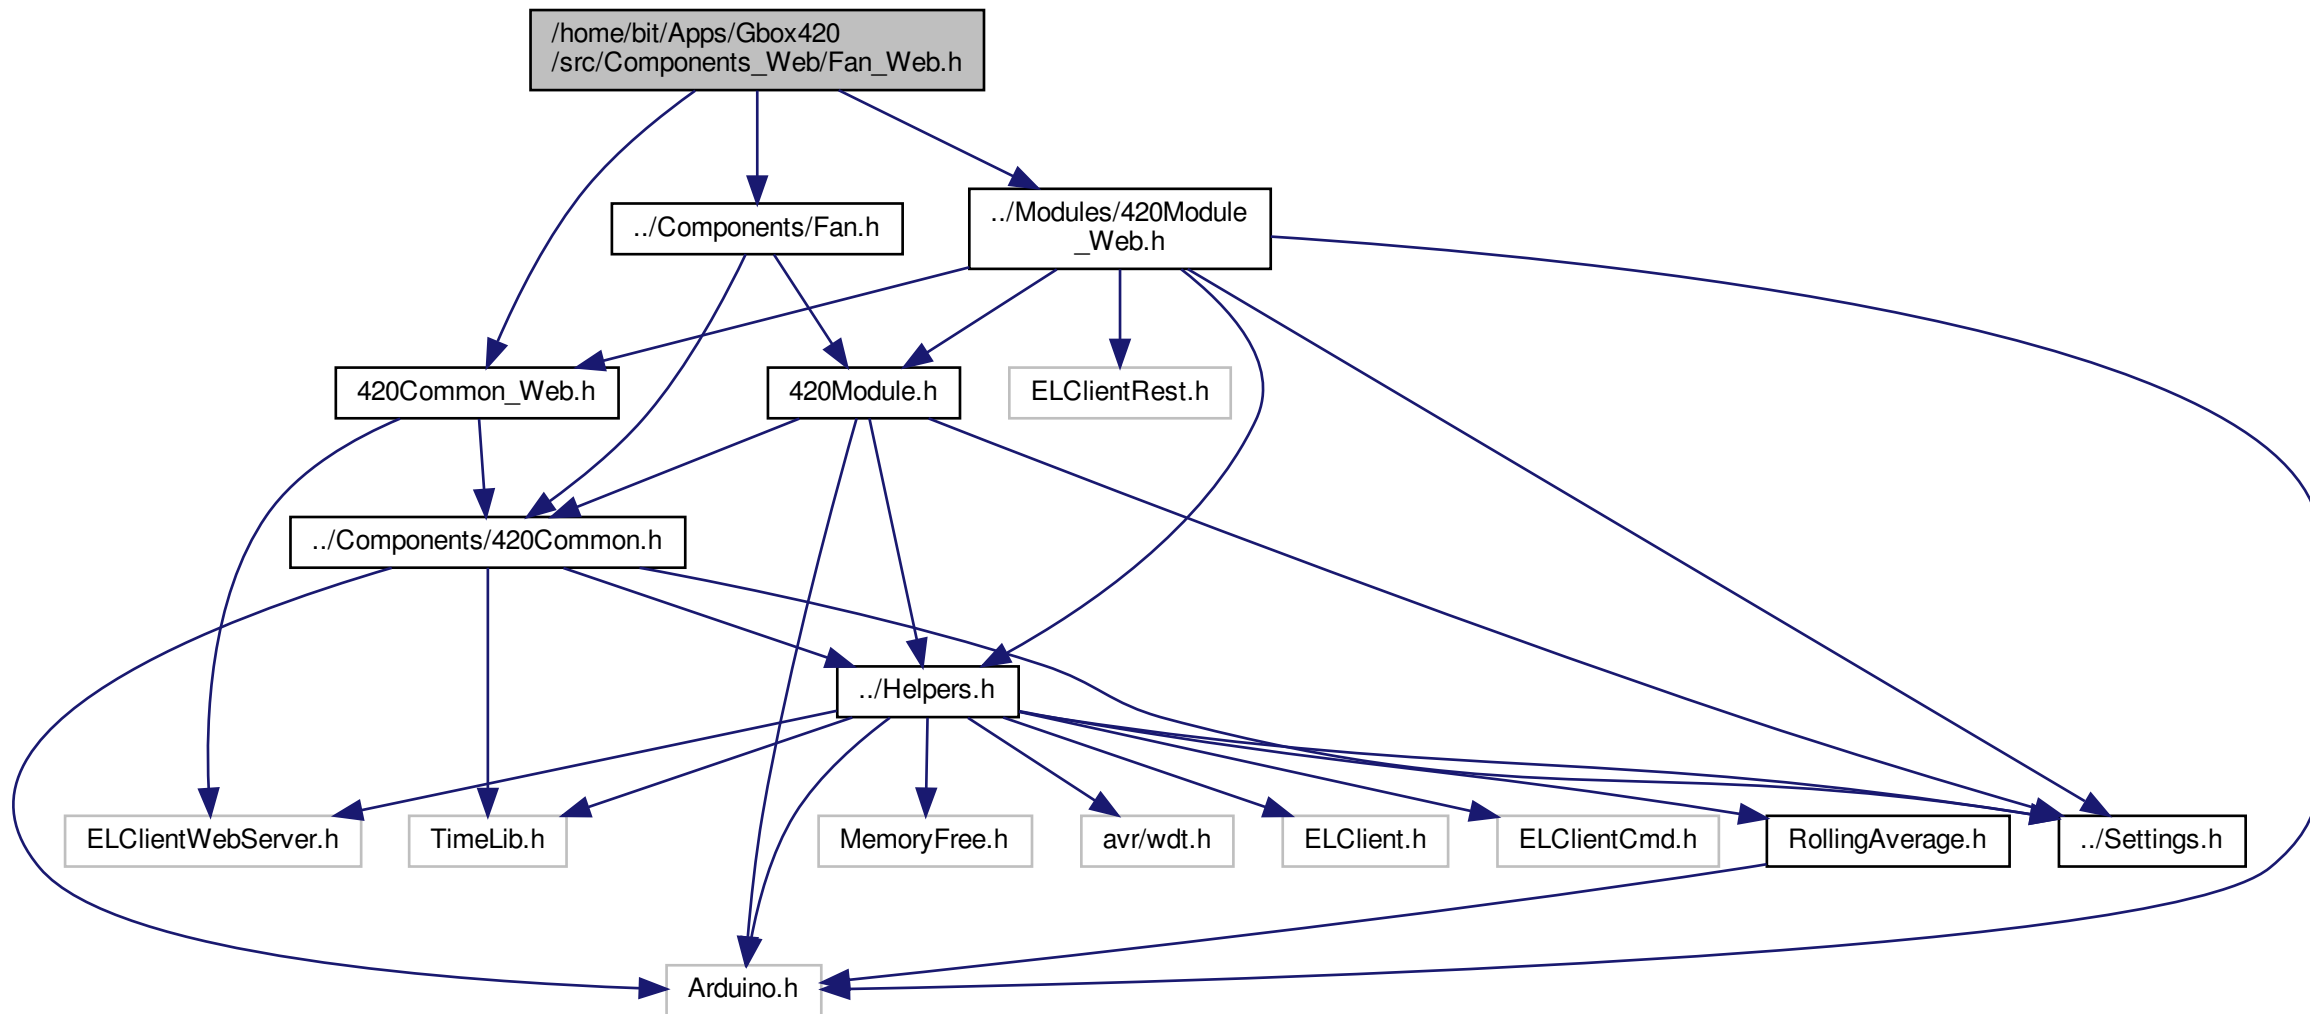 /home/bit/Apps/Gbox420
/src/Components_Web/Fan_Web.h
../Components/Fan.h
../Modules/420Module
_Web.h
420Common_Web.h
420Module.h
ELClientRest.h
../Components/420Common.h
../Helpers.h
ELClientWebServer.h
TimeLib.h
MemoryFree.h
avr/wdt.h
ELClient.h
ELClientCmd.h
RollingAverage.h
../Settings.h
Arduino.h